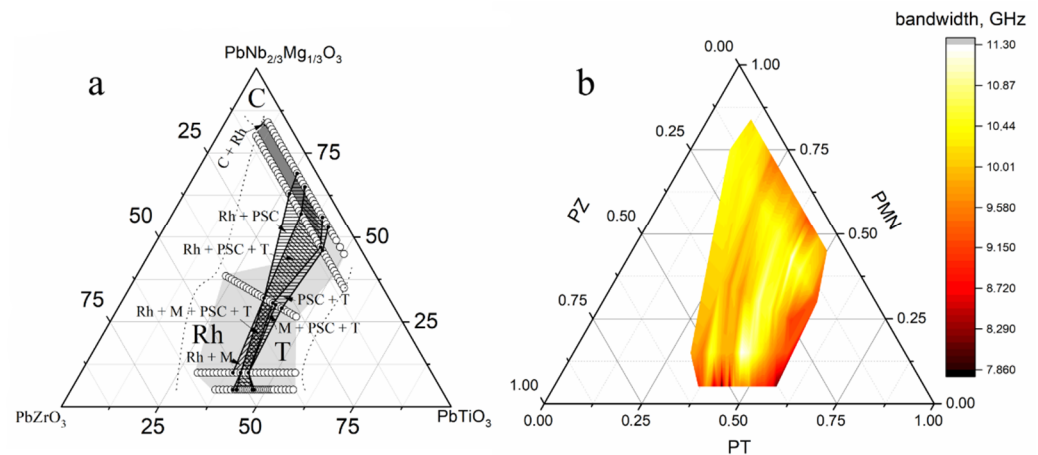 bandwidth, GHz
PbNb2/3Mg1/3O3
a
C
C + Rh
25
75
Rh + PSC
50
50
Rh + PSC + T
75
PSC + T
Rh + M + PSC + T
M + PSC + T
25
Rh
T
Rh + M
PbZrO3
PbTiO3
25
50
75
b
0.00
1.00
0.25
0.75
PZ
PMN
0.50
0.50
0.75
0.25
1.00
0.00
0.00
0.25
0.50
0.75
1.00
PT
11.30
10.87
10.44
10.01
9.580
9.150
8.720
8.290
7.860